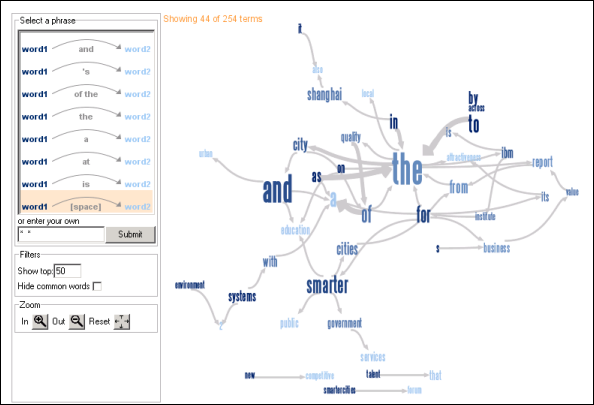 Select a phrase
word1 and word2
word1 's word2
word1 of the word2
word1 the word2
word1 a word2
word1 at word2
word1 is word2
word1 [space] word2
or enter your own
* * Submit
Filters
Show top: 50
Hide common words
Zoom
In Out Reset
Showing 44 of 254 terms
it
also
shanghai
local
in
by
across
to
is
ibm
quality
city
urban
on
as
the
attractiveness
report
and
a
of
from
its
value
for
institute
education
cities
s
business
with
environment
systems
smarter
public
government
services
now
competitive
talent
that
smartercities
forum